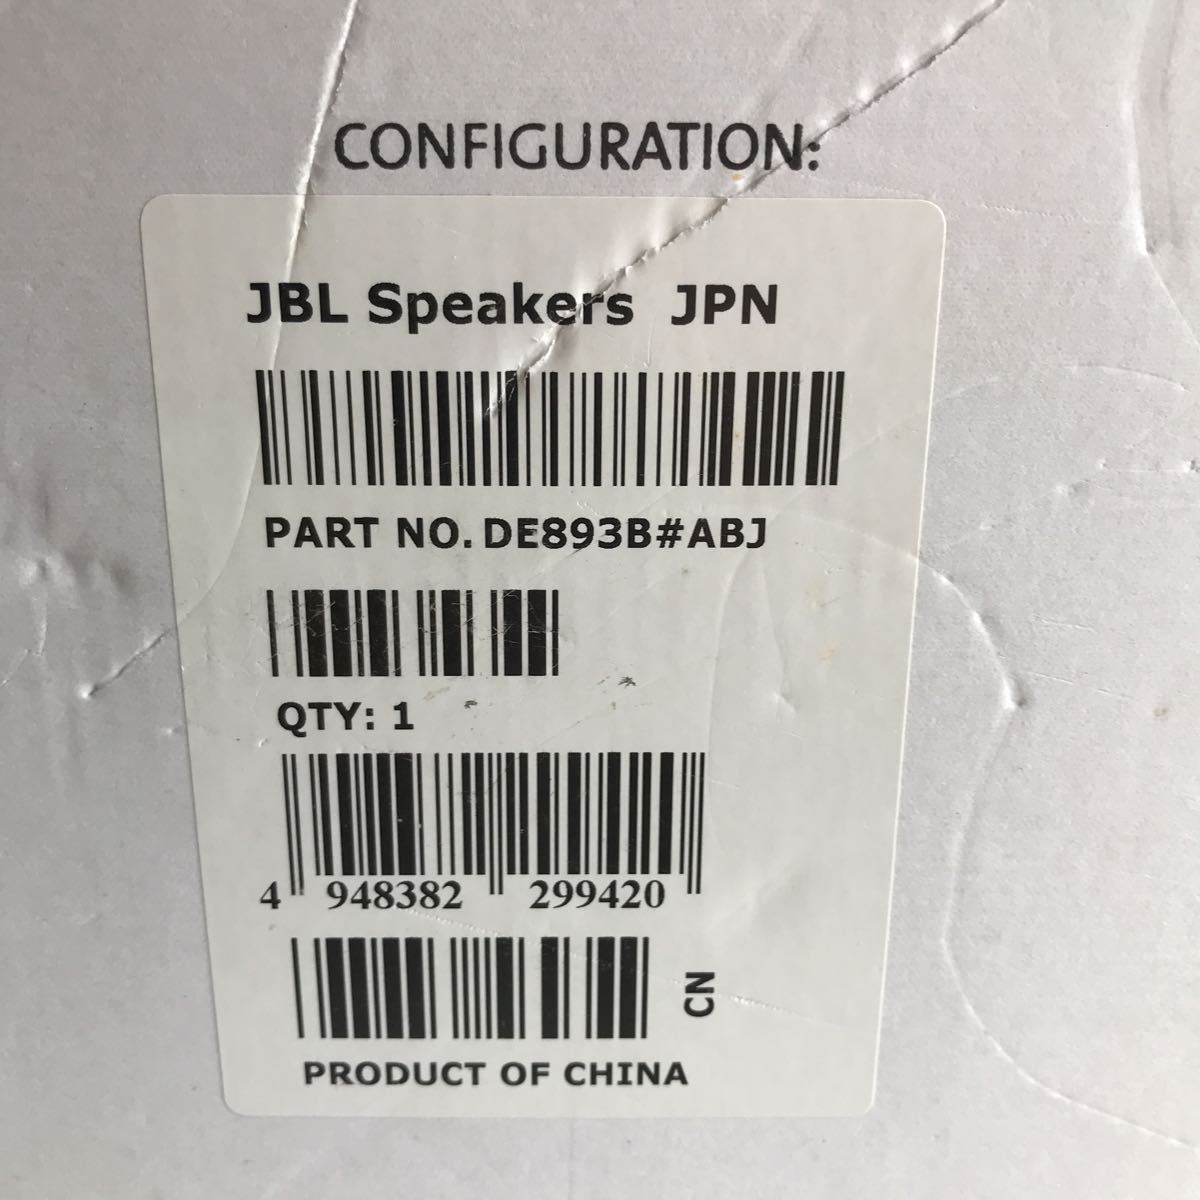 CONFIGURATION:
JBL Speakers JPN
PART NO. DE893B#ABJ
QTY: 1
4 948382 299420
CN
PRODUCT OF CHINA